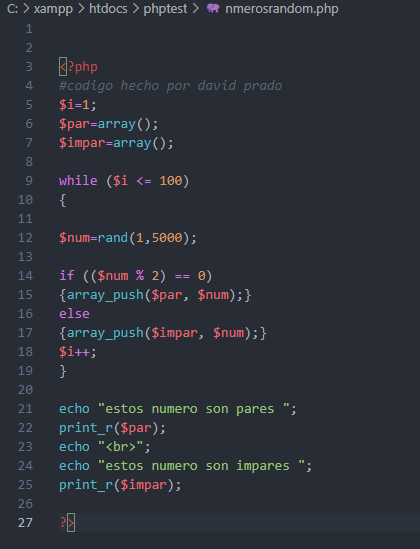 C: > xampp > htdocs > phptest > nmerosrandom.php
1
2
3 <?php
4 #codigo hecho por david prado
5 $i=1;
6 $par=array();
7 $impar=array();
8
9 while ($i <= 100)
10 {
11
12 $num=rand(1,5000);
13
14 if (($num % 2) == 0)
15 {array_push($par, $num);}
16 else
17 {array_push($impar, $num);}
18 $i++;
19 }
20
21 echo "estos numero son pares ";
22 print_r($par);
23 echo "<br>";
24 echo "estos numero son impares ";
25 print_r($impar);
26
27 ?>